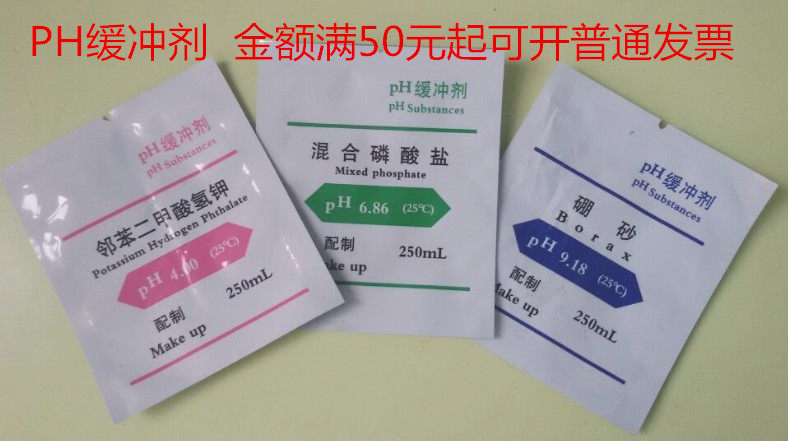 PH缓冲剂 金额满50元起可开普通发票
pH缓冲剂
pH Substances
邻苯二甲酸氢钾
Potassium Hydrogen Phthalate
pH 4.00 (25℃)
配制 250mL
Make up
pH缓冲剂
pH Substances
混合磷酸盐
Mixed phosphate
pH 6.86 (25℃)
配制 250mL
ke up
pH缓冲剂
pH Substances
硼砂
Borax
pH 9.18 (25℃)
配制 250mL
Make up